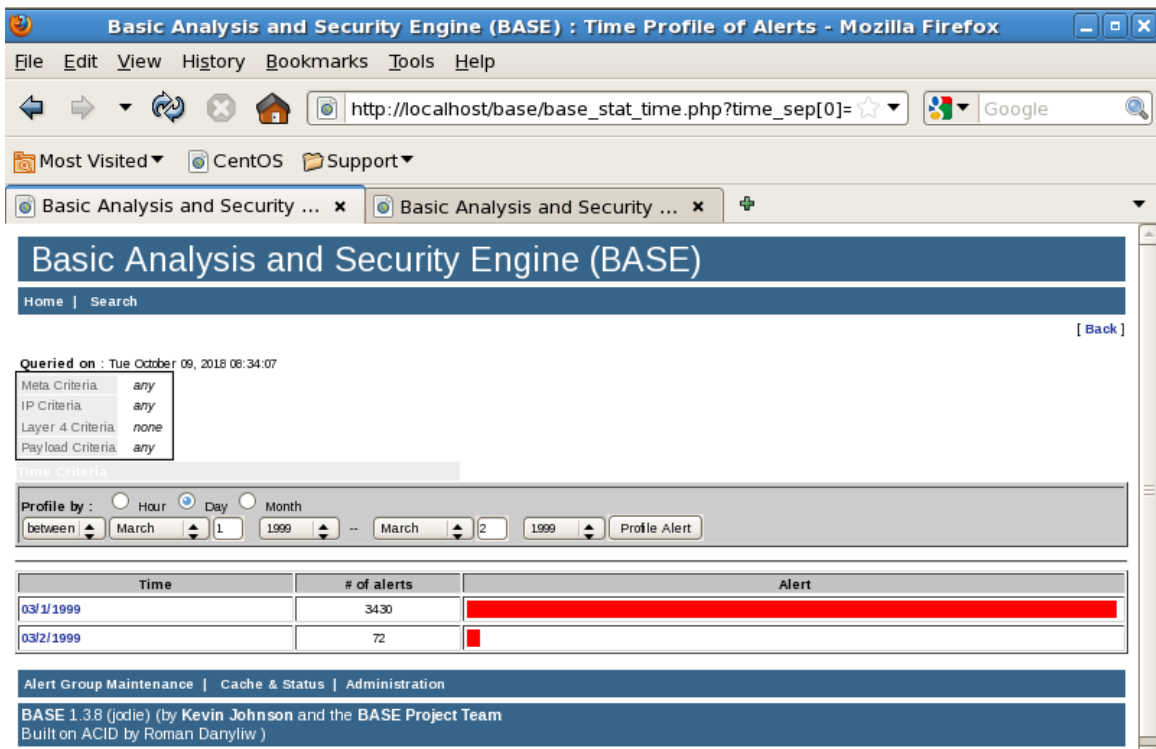 Basic Analysis and Security Engine (BASE) : Time Profile of Alerts - Mozilla Firefox
File Edit View History Bookmarks Tools Help
http://localhost/base/base_stat_time.php?time_sep[0]= Google
Most Visited CentOS Support
Basic Analysis and Security ... Basic Analysis and Security ...
Basic Analysis and Security Engine (BASE)
Home | Search
[ Back ]
Queried on : Tue October 09, 2018 08:34:07
Meta Criteria any
IP Criteria any
Layer 4 Criteria none
Payload Criteria any
Time Criteria
Profile by : Hour Day Month
between March 1 1999 -- March 2 1999 Profile Alert
Time # of alerts Alert
03/1/1999 3430
03/2/1999 72
Alert Group Maintenance | Cache & Status | Administration
BASE 1.3.8 (jodie) (by Kevin Johnson and the BASE Project Team
Built on ACID by Roman Danyliw )